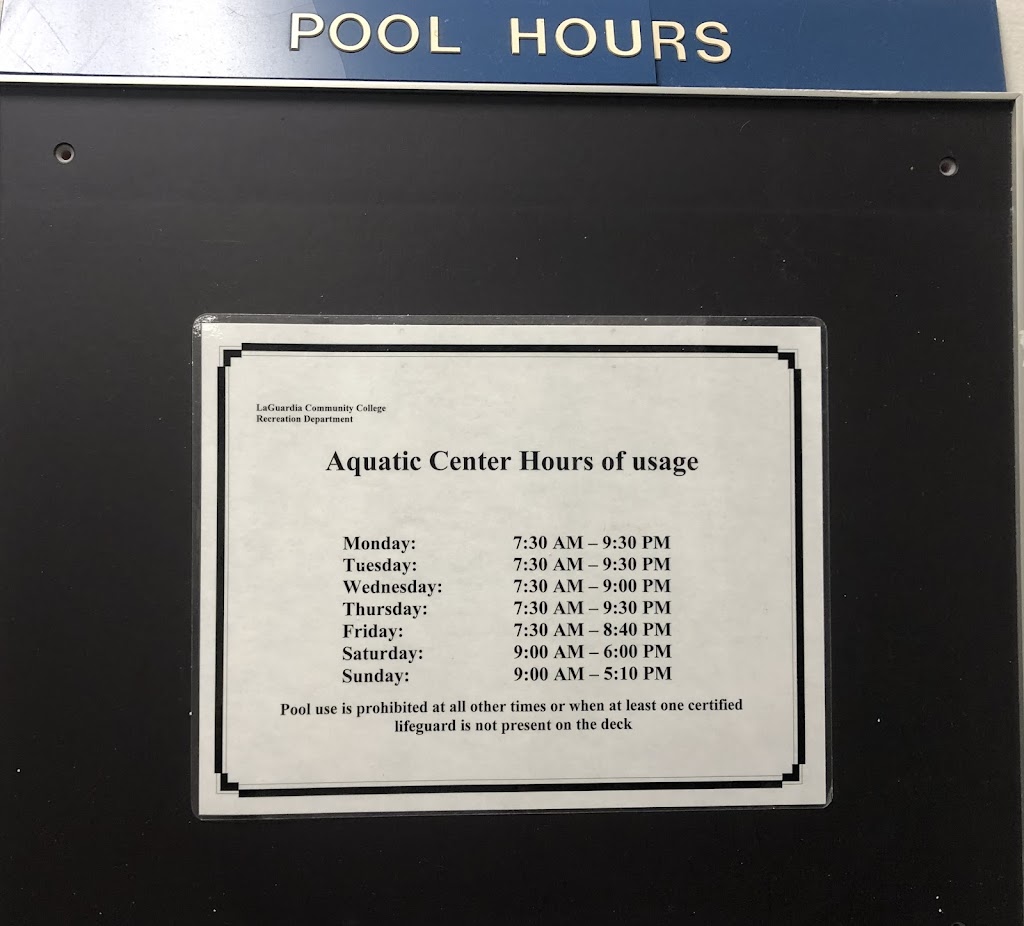 POOL HOURS
LaGuardia Community College
Recreation Department
Aquatic Center Hours of usage
Monday: 7:30 AM – 9:30 PM
Tuesday: 7:30 AM – 9:30 PM
Wednesday: 7:30 AM – 9:00 PM
Thursday: 7:30 AM – 9:30 PM
Friday: 7:30 AM – 8:40 PM
Saturday: 9:00 AM – 6:00 PM
Sunday: 9:00 AM – 5:10 PM
Pool use is prohibited at all other times or when at least one certified
lifeguard is not present on the deck